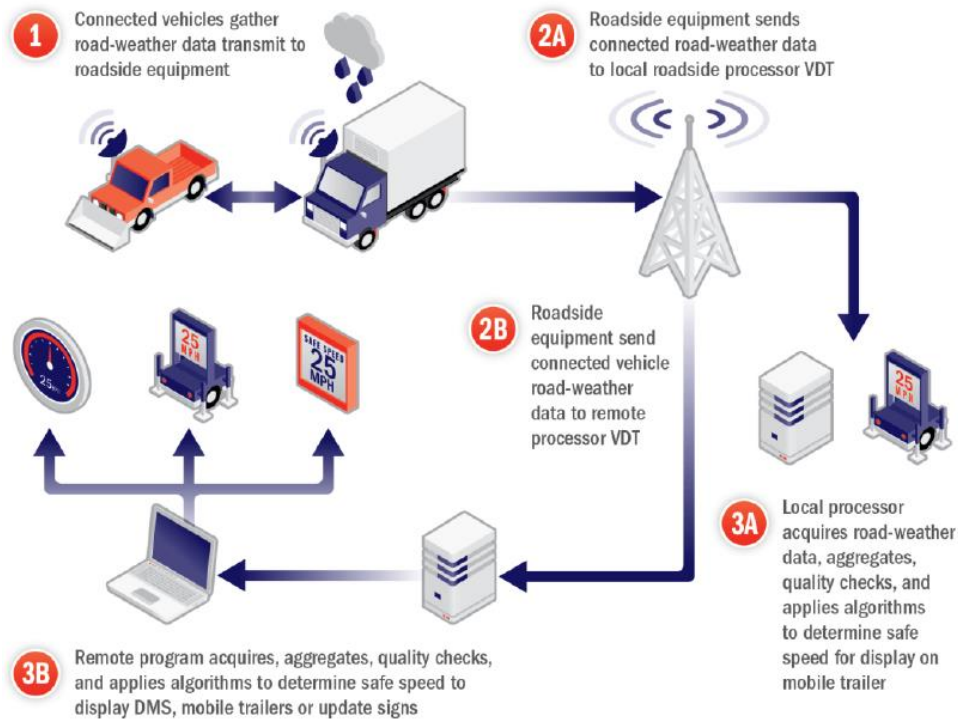 1
Connected vehicles gather
road-weather data transmit to
roadside equipment
2A
Roadside equipment sends
connected road-weather data
to local roadside processor VDT
2B
Roadside
equipment send
connected vehicle
road-weather
data to remote
processor VDT
25
25
MPH
SAFE SPEED
25
MPH
25
MPH
3A
Local processor
acquires road-weather
data, aggregates,
quality checks, and
applies algorithms
to determine safe
speed for display on
mobile trailer
3B
Remote program acquires, aggregates, quality checks,
and applies algorithms to determine safe speed to
display DMS, mobile trailers or update signs